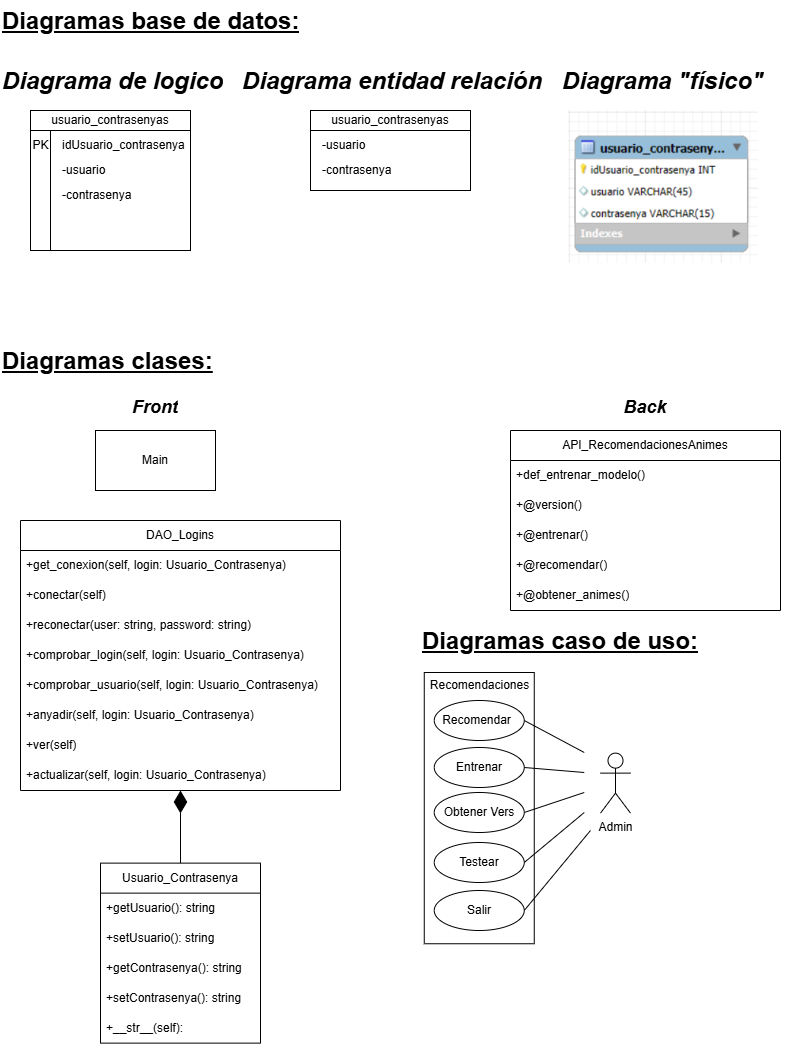 Diagramas base de datos:
Diagrama de logico
Diagrama entidad relación
Diagrama "físico"
usuario_contrasenyas
PK
idUsuario_contrasenya
-usuario
-contrasenya
usuario_contrasenyas
-usuario
-contrasenya
usuario_contraseny...
idUsuario_contrasenya INT
usuario VARCHAR(45)
contrasenya VARCHAR(15)
Indexes
Diagramas clases:
Front
Main
DAO_Logins
+get_conexion(self, login: Usuario_Contrasenya)
+conectar(self)
+reconectar(user: string, password: string)
+comprobar_login(self, login: Usuario_Contrasenya)
+comprobar_usuario(self, login: Usuario_Contrasenya)
+anyadir(self, login: Usuario_Contrasenya)
+ver(self)
+actualizar(self, login: Usuario_Contrasenya)
Usuario_Contrasenya
+getUsuario(): string
+setUsuario(): string
+getContrasenya(): string
+setContrasenya(): string
+__str__(self):
Back
API_RecomendacionesAnimes
+def_entrenar_modelo()
+@version()
+@entrenar()
+@recomendar()
+@obtener_animes()
Diagramas caso de uso:
Recomendaciones
Recomendar
Entrenar
Obtener Vers
Testear
Salir
Admin